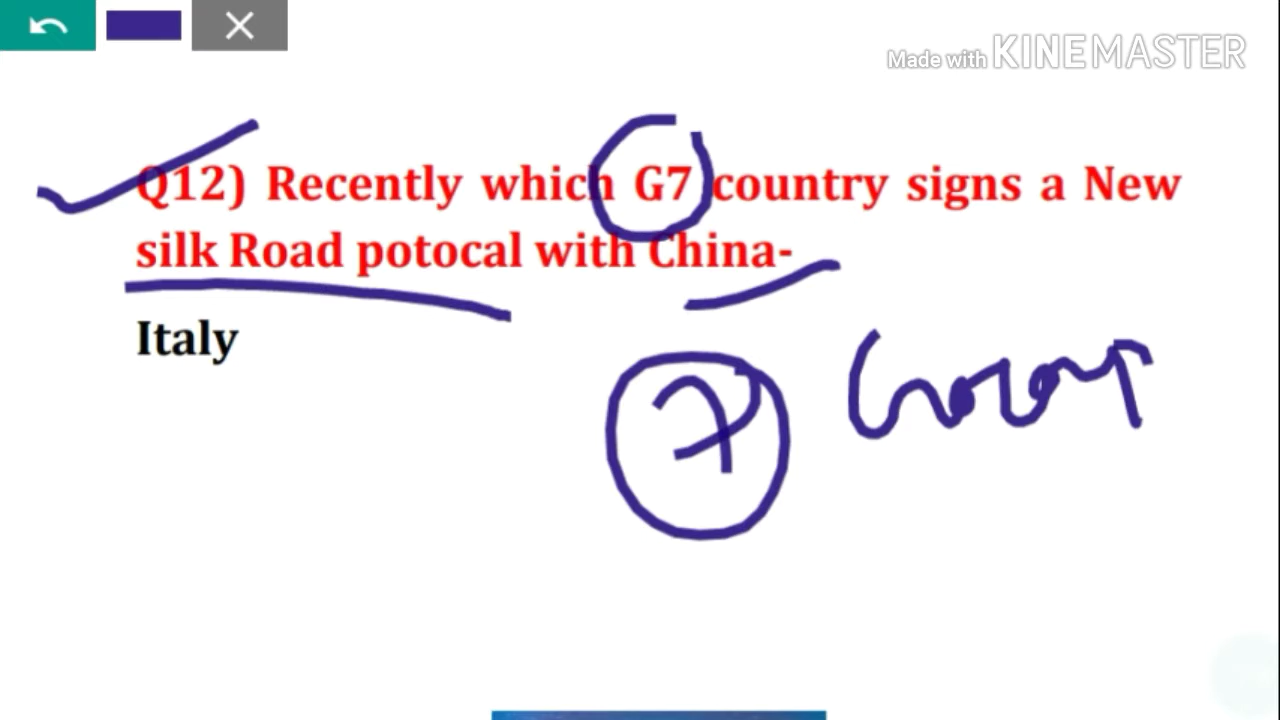 Made with KINEMASTER
Q12) Recently which G7 country signs a New
silk Road potocal with China-
Italy
7